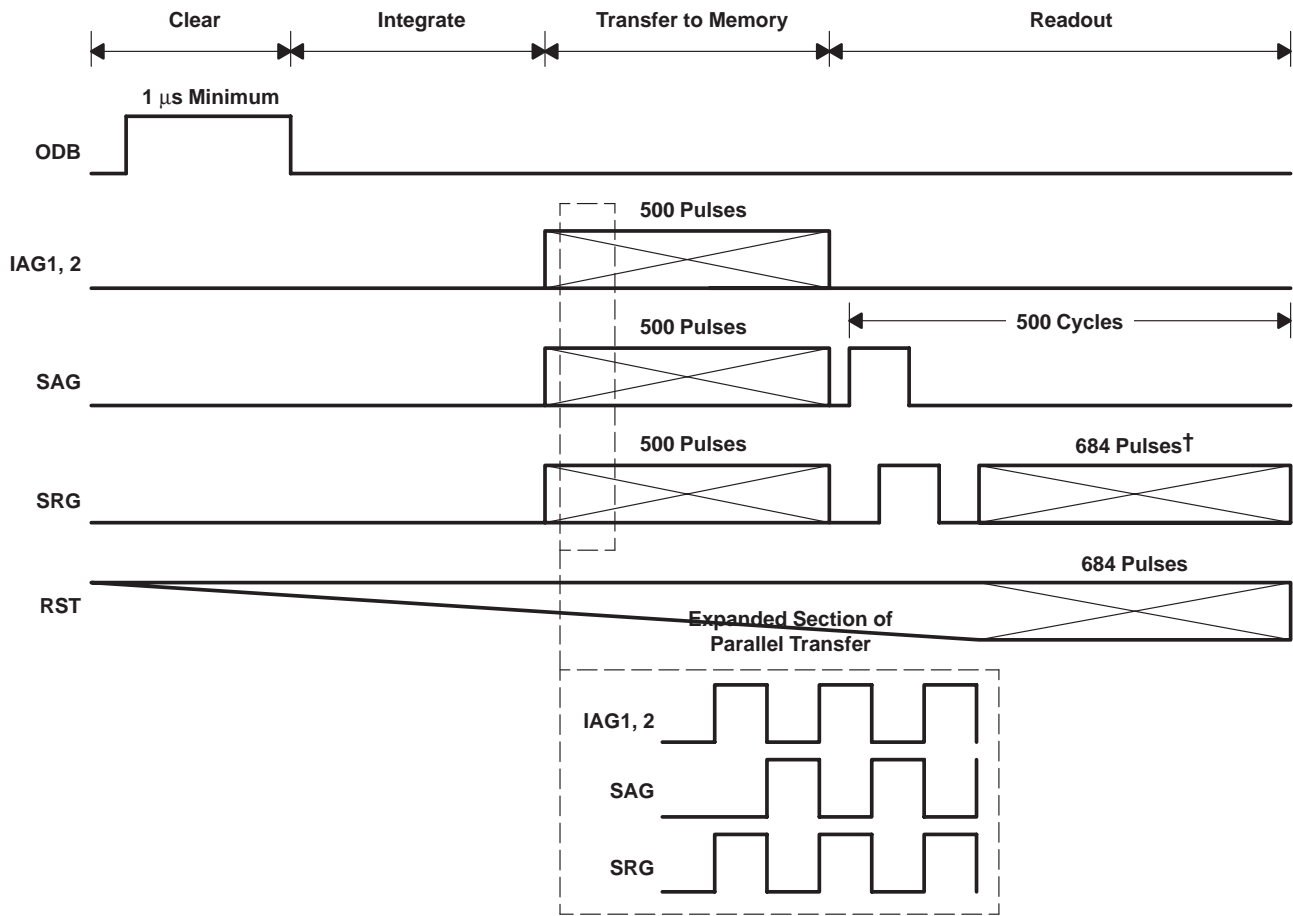 Clear
Integrate
Transfer to Memory
Readout
1 μs Minimum
ODB
500 Pulses
IAG1, 2
500 Pulses
500 Cycles
SAG
500 Pulses
684 Pulses†
SRG
684 Pulses
RST
Expanded Section of
Parallel Transfer
IAG1, 2
SAG
SRG